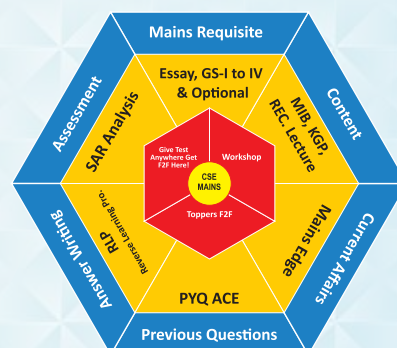 Mains Requisite
Assessment
Content
Essay, GS-I to IV
& Optional
SAR Analysis
MIB, KGP,
REC. Lecture
Give Test
Anywhere Get
F2F Here!
Workshop
CSE
MAINS
Toppers F2F
RLP
Reverse Learning Pro.
Mains Edge
Answer Writing
Current Affairs
PYQ ACE
Previous Questions